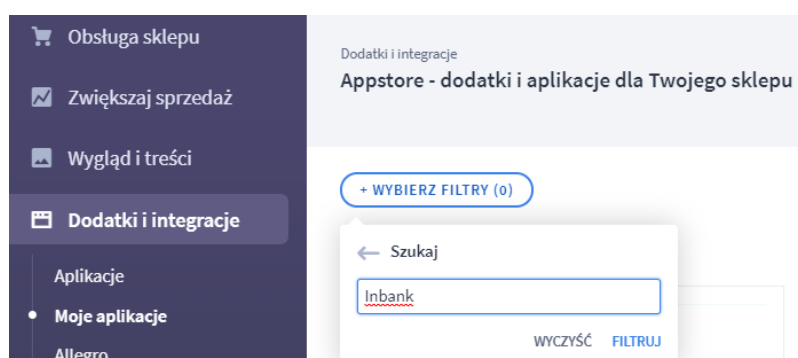 Obsługa sklepu
Zwiększaj sprzedaż
Wygląd i treści
Dodatki i integracje
Aplikacje
Moje aplikacje
Allegro
Dodatki i integracje
Appstore - dodatki i aplikacje dla Twojego sklepu
+ WYBIERZ FILTRY (0)
Szukaj
Inbank
WYCZYŚĆ FILTRUJ